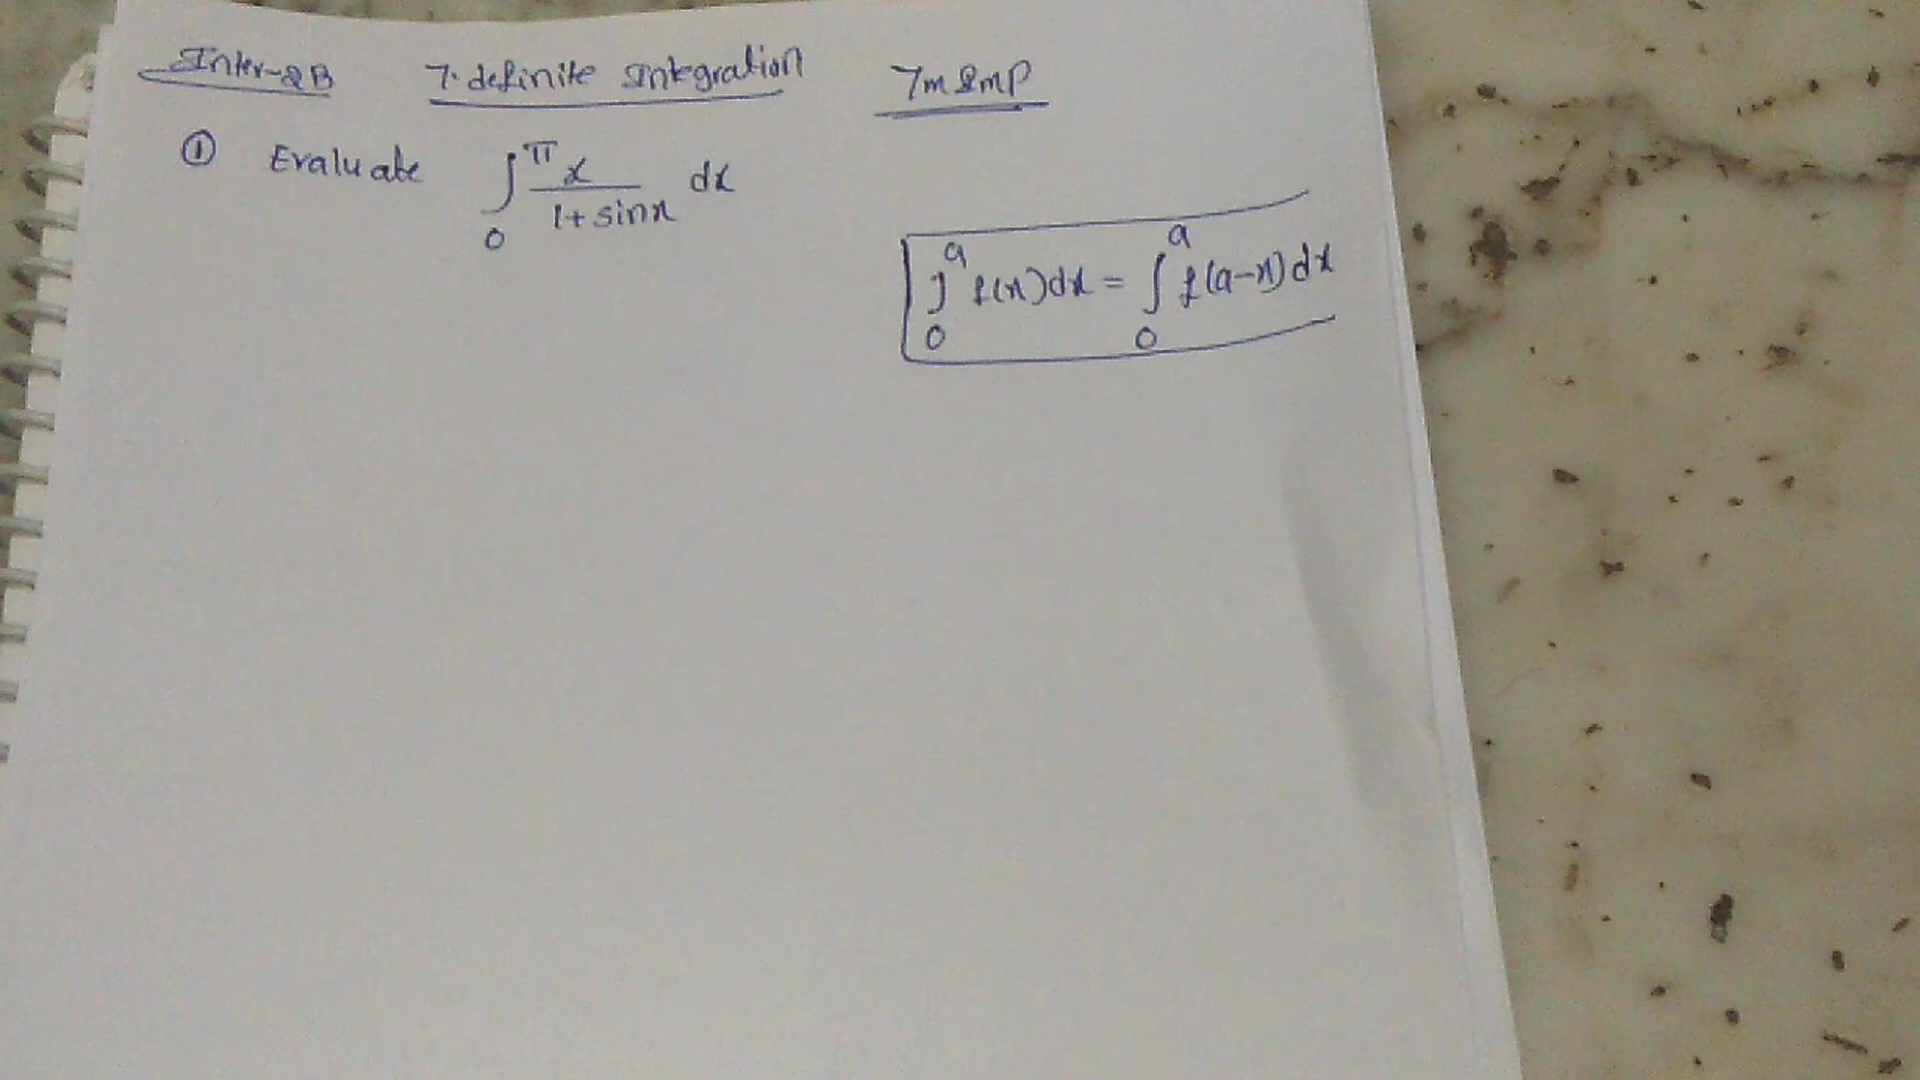 Inter-2B 7. definite Integration 7m Imp
① Evaluate ∫₀^π x/(1+sinx) dx
∫₀^a f(x)dx = ∫₀^a f(a-x)dx